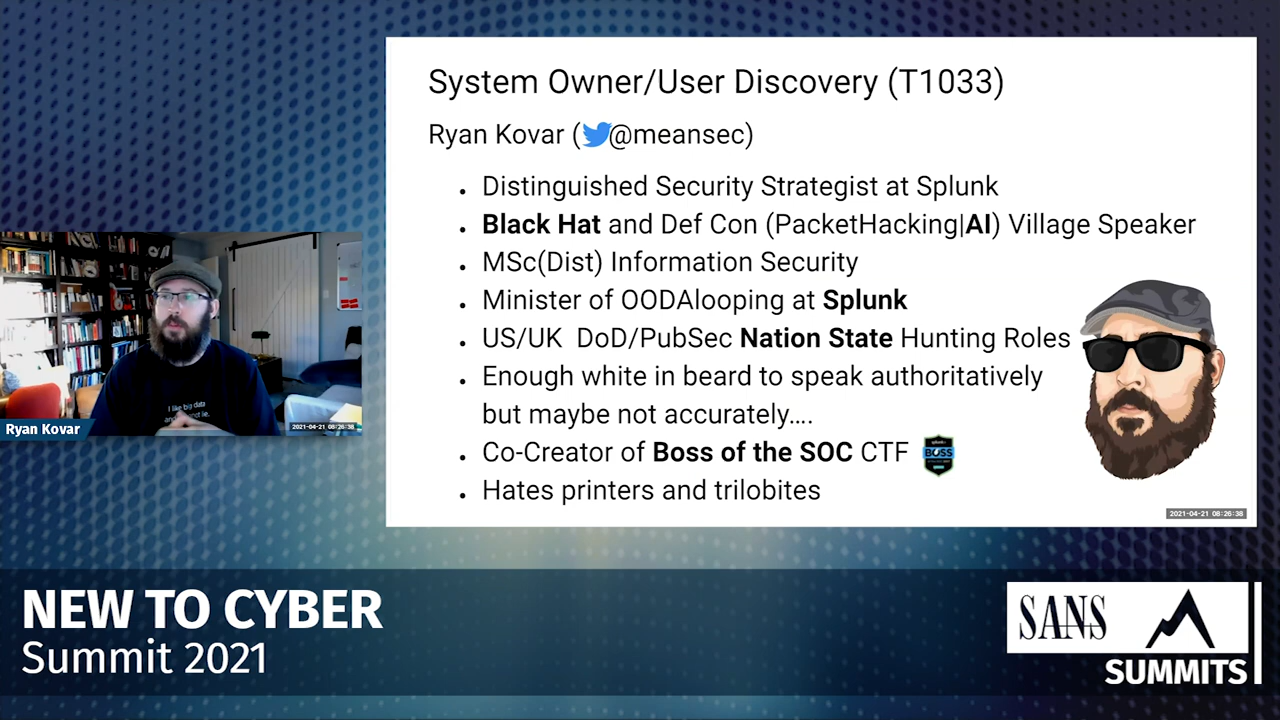 System Owner/User Discovery (T1033)
Ryan Kovar (@meansec)
Distinguished Security Strategist at Splunk
Black Hat and Def Con (PacketHacking|AI) Village Speaker
MSc(Dist) Information Security
Minister of OODAlooping at Splunk
US/UK DoD/PubSec Nation State Hunting Roles
Enough white in beard to speak authoritatively
but maybe not accurately....
Co-Creator of Boss of the SOC CTF
BOSS
Hates printers and trilobites
2021-04-21 08:26:38
I like big data
Ryan Kovar
2021-04-21 08:26:38
NEW TO CYBER
Summit 2021
SANS
SUMMITS